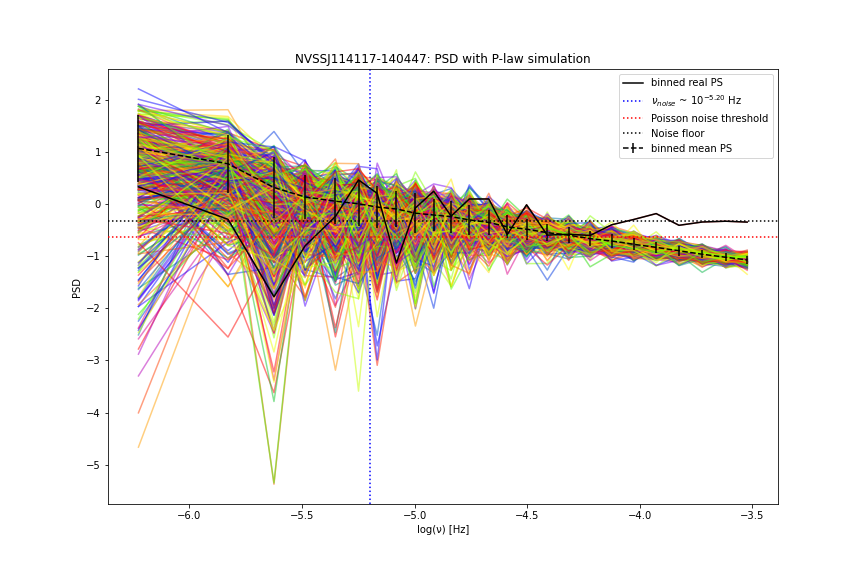 NVSSJ114117-140447: PSD with P-law simulation
binned real PS
ν_noise ~ 10^−5.20 Hz
Poisson noise threshold
Noise floor
binned mean PS
PSD
2
1
0
−1
−2
−3
−4
−5
−6.0 −5.5 −5.0 −4.5 −4.0 −3.5
log(ν) [Hz]